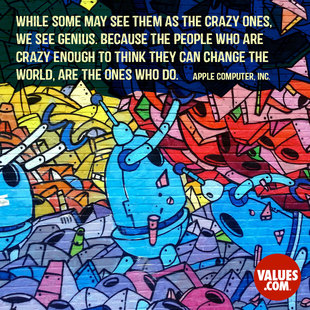 WHILE SOME MAY SEE THEM AS THE CRAZY ONES,
WE SEE GENIUS. BECAUSE THE PEOPLE WHO ARE
CRAZY ENOUGH TO THINK THEY CAN CHANGE THE
WORLD, ARE THE ONES WHO DO. APPLE COMPUTER, INC.
VALUES
.COM